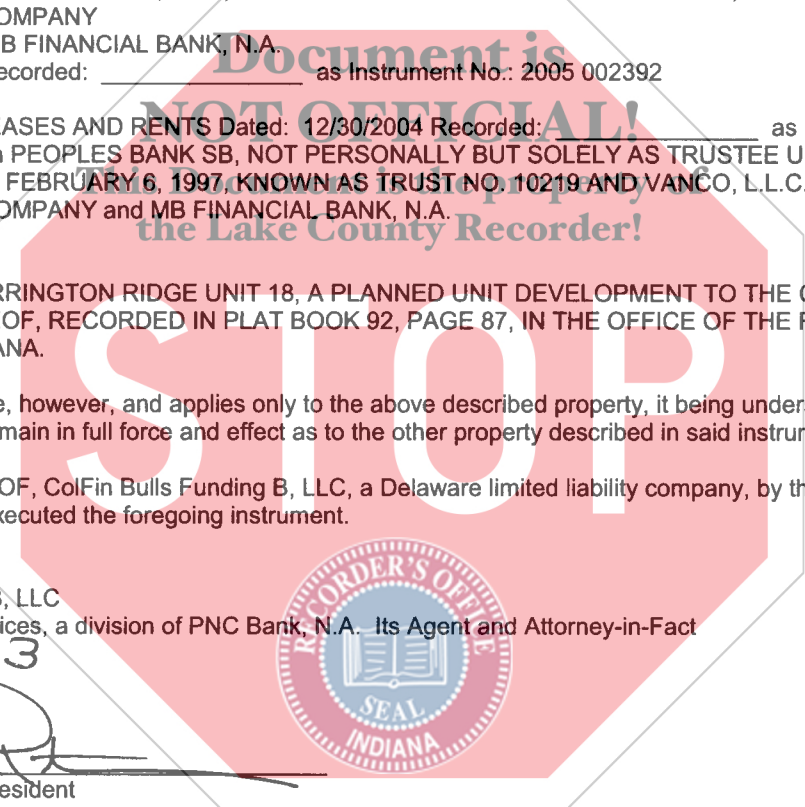 OMPANY
B FINANCIAL BANK, N.A.
Document is
ecorded: ______________ as Instrument No.: 2005 002392
NOT OFFICIAL!
EASES AND RENTS Dated: 12/30/2004 Recorded: ______________ as
PEOPLES BANK SB, NOT PERSONALLY BUT SOLELY AS TRUSTEE U
This Document is the property of
FEBRUARY 6, 1997, KNOWN AS TRUST NO. 10219 AND VANCO, L.L.C.
OMPANY and MB FINANCIAL BANK, N.A.
the Lake County Recorder!
RRINGTON RIDGE UNIT 18, A PLANNED UNIT DEVELOPMENT TO THE
OF, RECORDED IN PLAT BOOK 92, PAGE 87, IN THE OFFICE OF THE
ANA.
STOP
e, however, and applies only to the above described property, it being under
main in full force and effect as to the other property described in said instru
OF, ColFin Bulls Funding B, LLC, a Delaware limited liability company, by th
xecuted the foregoing instrument.
B, LLC
ices, a division of PNC Bank, N.A. Its Agent and Attorney-in-Fact
3
RECORDER'S OFFICE
SEAL
INDIANA
esident